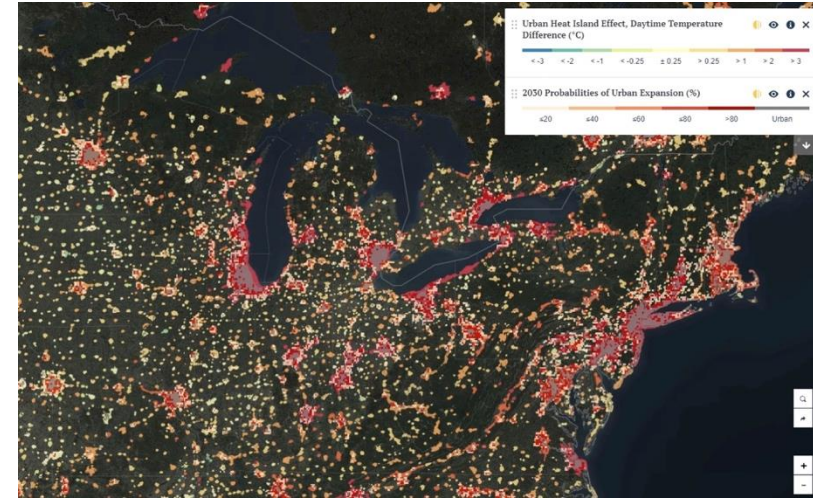 Urban Heat Island Effect, Daytime Temperature
Difference (°C)
< -3 < -2 < -1 < -0.25 ± 0.25 > 0.25 > 1 > 2 > 3
2030 Probabilities of Urban Expansion (%)
≤20 ≤40 ≤60 ≤80 >80 Urban